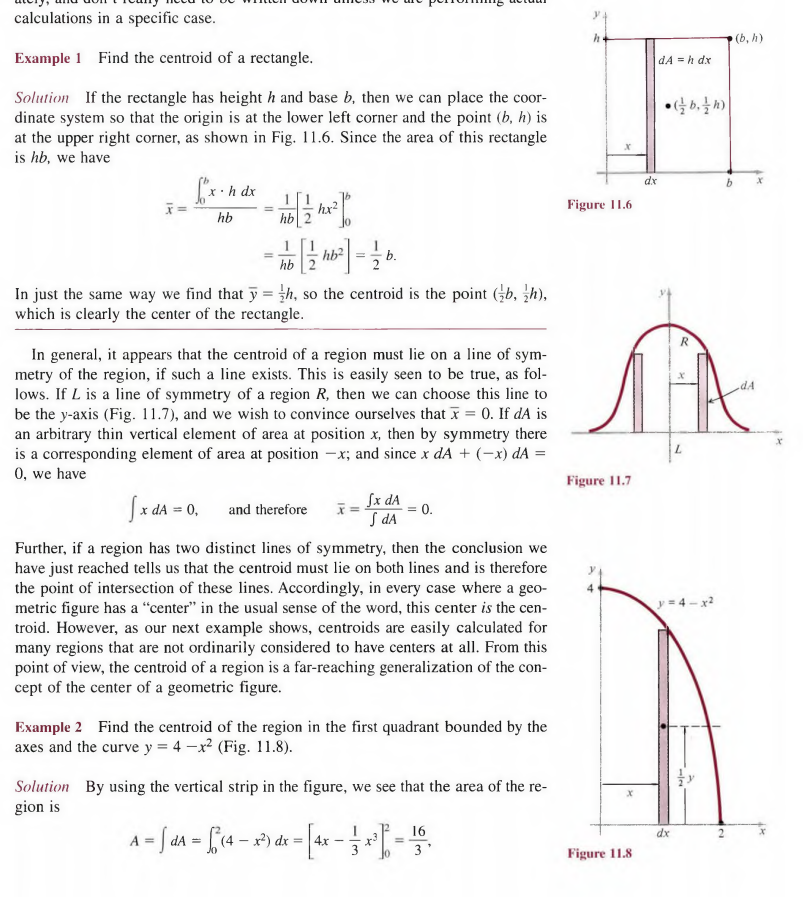 ately, and don't really need to be written down unless we are performing actual
calculations in a specific case.
Example 1 Find the centroid of a rectangle.
Solution If the rectangle has height h and base b, then we can place the coor-
dinate system so that the origin is at the lower left corner and the point (b, h) is
at the upper right corner, as shown in Fig. 11.6. Since the area of this rectangle
is hb, we have
x̄ = ∫₀ᵇ x · h dx / hb = 1/hb [1/2 hx²]₀ᵇ
= 1/hb [1/2 hb²] = 1/2 b.
In just the same way we find that ȳ = ½h, so the centroid is the point (½b, ½h),
which is clearly the center of the rectangle.
In general, it appears that the centroid of a region must lie on a line of sym-
metry of the region, if such a line exists. This is easily seen to be true, as fol-
lows. If L is a line of symmetry of a region R, then we can choose this line to
be the y-axis (Fig. 11.7), and we wish to convince ourselves that x̄ = 0. If dA is
an arbitrary thin vertical element of area at position x, then by symmetry there
is a corresponding element of area at position −x; and since x dA + (−x) dA =
0, we have
∫ x dA = 0, and therefore x̄ = ∫x dA / ∫ dA = 0.
Further, if a region has two distinct lines of symmetry, then the conclusion we
have just reached tells us that the centroid must lie on both lines and is therefore
the point of intersection of these lines. Accordingly, in every case where a geo-
metric figure has a “center” in the usual sense of the word, this center is the cen-
troid. However, as our next example shows, centroids are easily calculated for
many regions that are not ordinarily considered to have centers at all. From this
point of view, the centroid of a region is a far-reaching generalization of the con-
cept of the center of a geometric figure.
Example 2 Find the centroid of the region in the first quadrant bounded by the
axes and the curve y = 4 −x² (Fig. 11.8).
Solution By using the vertical strip in the figure, we see that the area of the re-
gion is
A = ∫ dA = ∫₀² (4 − x²) dx = [4x − 1/3 x³]₀² = 16/3,
y
h
(b, h)
dA = h dx
(½ b, ½ h)
x
dx
b
x
Figure 11.6
y
R
x
dA
x
L
Figure 11.7
y
4
y = 4 − x²
½ y
x
dx
2
x
Figure 11.8